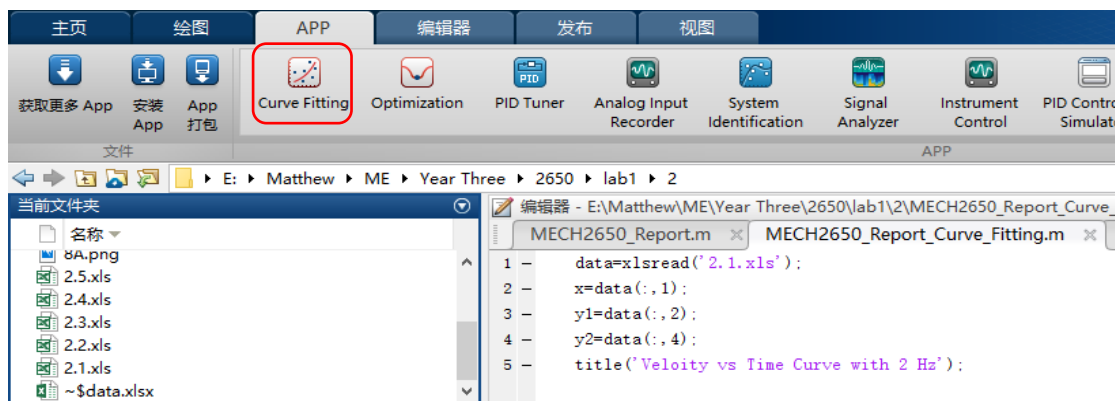 主页 绘图 APP 编辑器 发布 视图
获取更多 App 安装 App App 打包 Curve Fitting Optimization PID Tuner Analog Input Recorder System Identification Signal Analyzer Instrument Control PID Contro Simulat
PID
文件 APP
E: Matthew ME Year Three 2650 lab1 2
当前文件夹
名称
8A.png
2.5.xls
2.4.xls
2.3.xls
2.2.xls
2.1.xls
~$data.xlsx
编辑器 - E:\Matthew\ME\Year Three\2650\lab1\2\MECH2650_Report_Curve_
MECH2650_Report.m MECH2650_Report_Curve_Fitting.m
1 – data=xlsread('2.1.xls');
2 – x=data(:,1);
3 – y1=data(:,2);
4 – y2=data(:,4);
5 – title('Veloity vs Time Curve with 2 Hz');